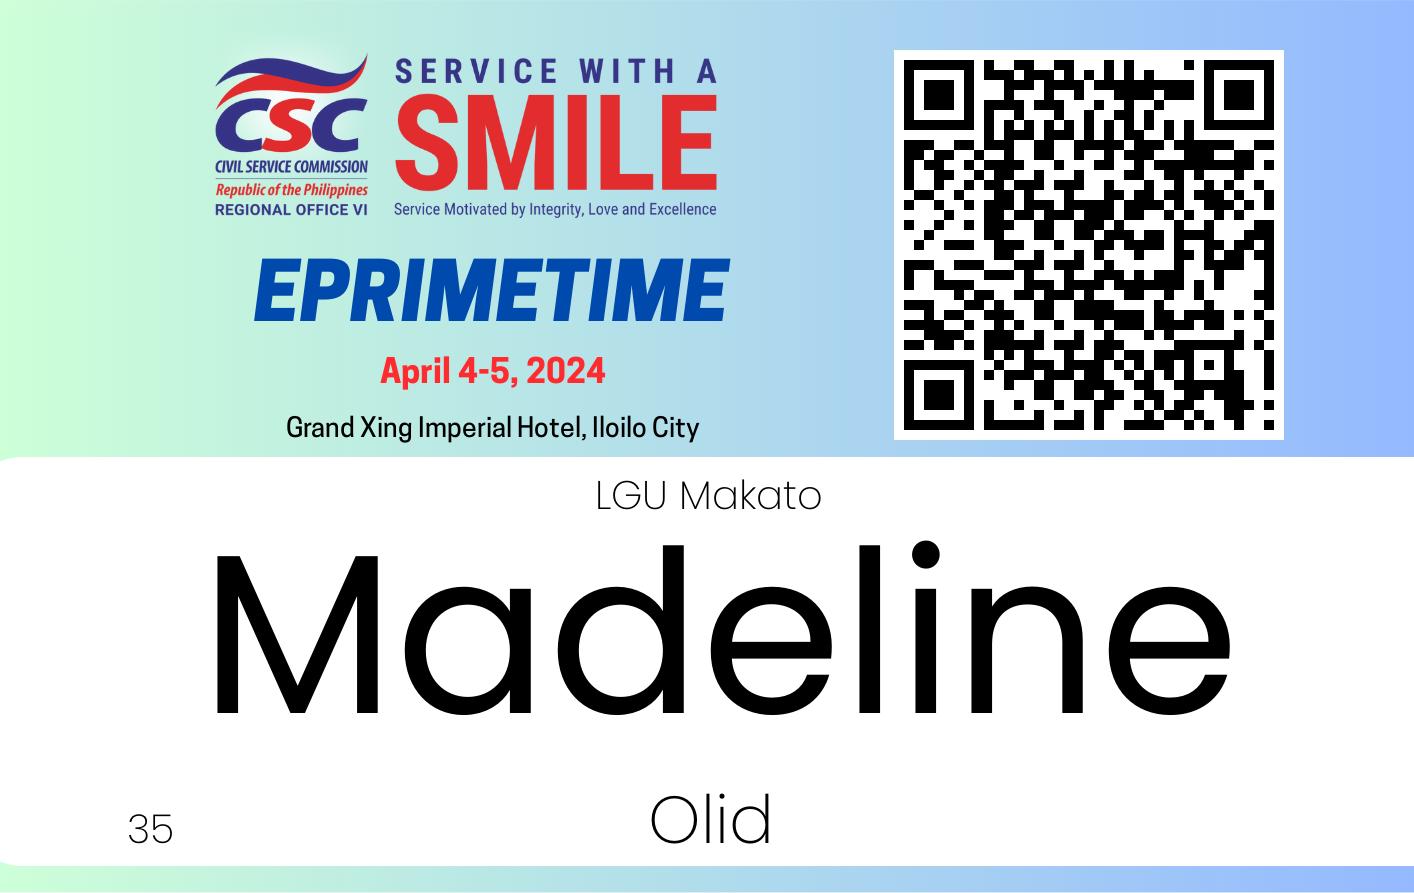 CSC
CIVIL SERVICE COMMISSION
Republic of the Philippines
REGIONAL OFFICE VI
SERVICE WITH A
SMILE
Service Motivated by Integrity, Love and Excellence
EPRIMETIME
April 4-5, 2024
Grand Xing Imperial Hotel, Iloilo City
LGU Makato
Madeline
Olid
35